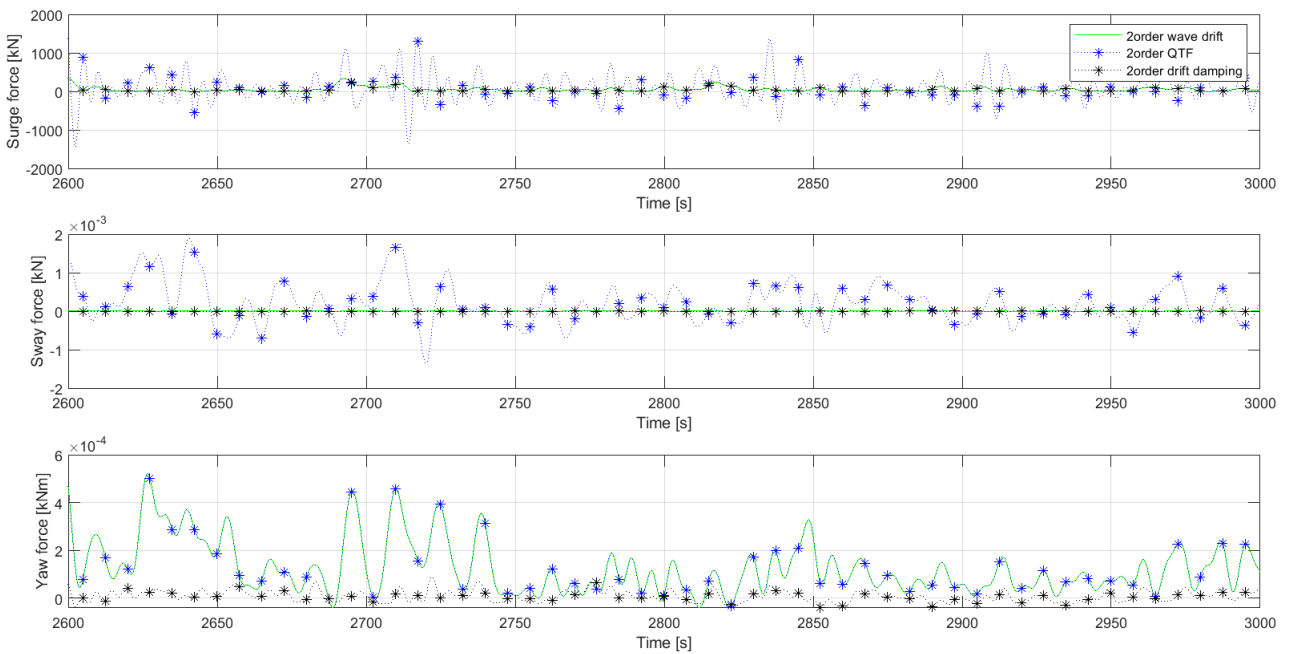 2000
1000
0
-1000
-2000
Surge force [kN]
2order wave drift
2order QTF
2order drift damping
2600 2650 2700 2750 2800 2850 2900 2950 3000
Time [s]
×10-3
2
1
0
-1
-2
Sway force [kN]
2600 2650 2700 2750 2800 2850 2900 2950 3000
Time [s]
×10-4
6
4
2
0
Yaw force [kNm]
2600 2650 2700 2750 2800 2850 2900 2950 3000
Time [s]